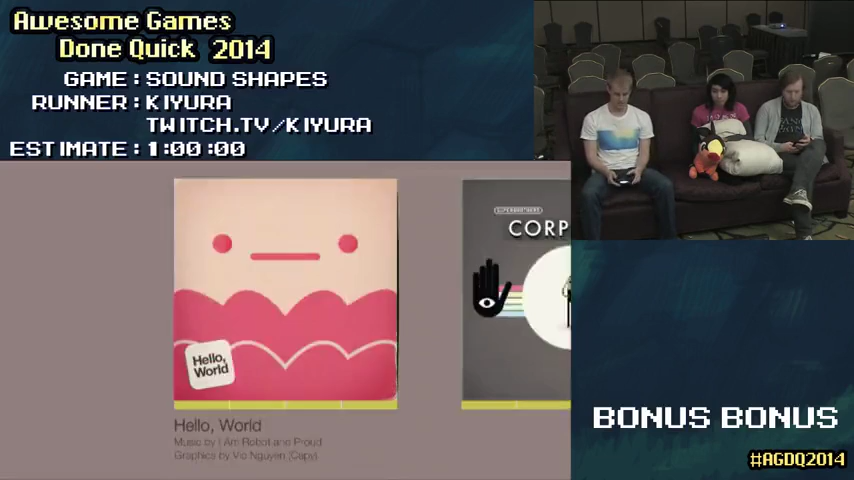 Awesome Games
Done Quick 2014
GAME: SOUND SHAPES
RUNNER: KIYURA
TWITCH.TV/KIYURA
ESTIMATE: 1:00:00
SUPERBROTHERS
CORP
Hello,
World
Hello, World
Music by I Am Robot and Proud
Graphics by Vic Nguyen (Capy)
BONUS BONUS
#AGDQ2014